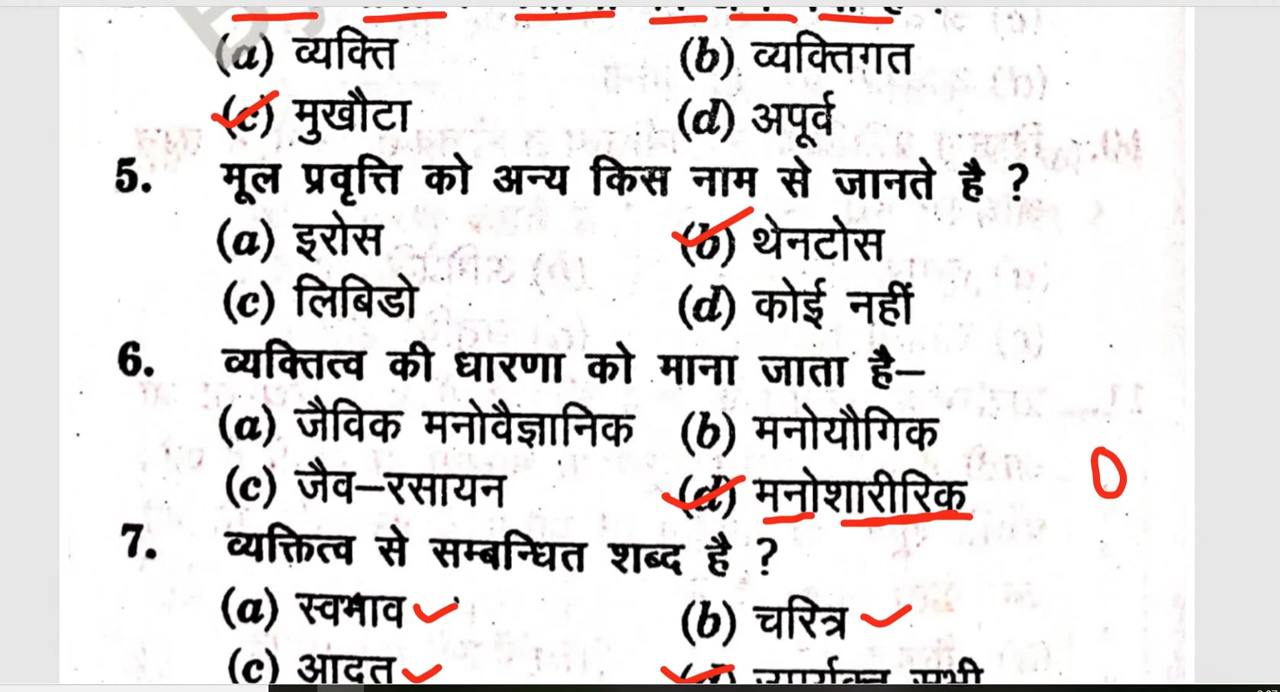 (a) व्यक्ति (b) व्यक्तिगत
(c) मुखौटा (d) अपूर्व
5. मूल प्रवृत्ति को अन्य किस नाम से जानते है ?
(a) इरोस (b) थेनटोस
(c) लिबिडो (d) कोई नहीं
6. व्यक्तित्व की धारणा को माना जाता है–
(a) जैविक मनोवैज्ञानिक (b) मनोयौगिक
(c) जैव–रसायन (d) मनोशारीरिक
D
7. व्यक्तित्व से सम्बन्धित शब्द है ?
(a) स्वभाव (b) चरित्र
(c) आदत